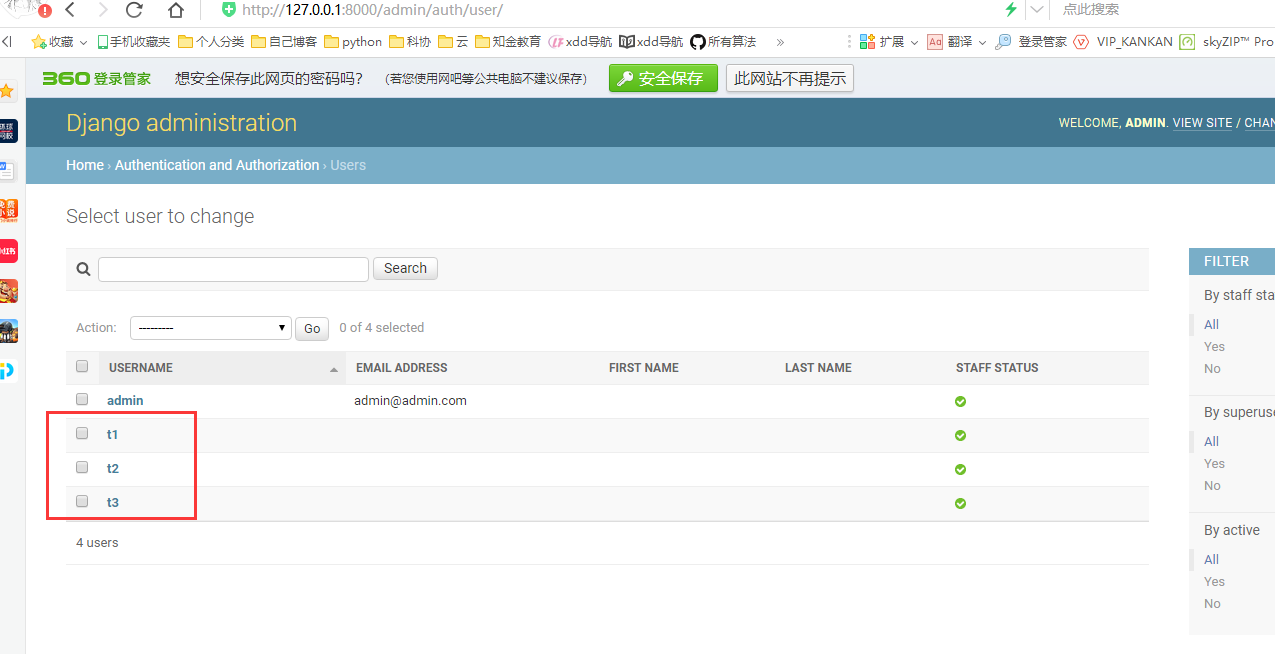 http://127.0.0.1:8000/admin/auth/user/ 点此搜索
收藏 手机收藏夹 个人分类 自己博客 python 科协 云 知金教育 xdd导航 xdd导航 所有算法 » 扩展 Aあ 翻译 登录管家 VIP_KANKAN skyZIP™ Pro
360 登录管家 想安全保存此网页的密码吗? (若您使用网吧等公共电脑不建议保存) 安全保存 此网站不再提示
Django administration
WELCOME, ADMIN. VIEW SITE / CHAN
Home › Authentication and Authorization › Users
Select user to change
Search
FILTER
By staff sta
All
Yes
No
By superuse
All
Yes
No
By active
All
Yes
No
Action: --------- Go 0 of 4 selected
USERNAME EMAIL ADDRESS FIRST NAME LAST NAME STAFF STATUS
admin admin@admin.com
t1
t2
t3
4 users